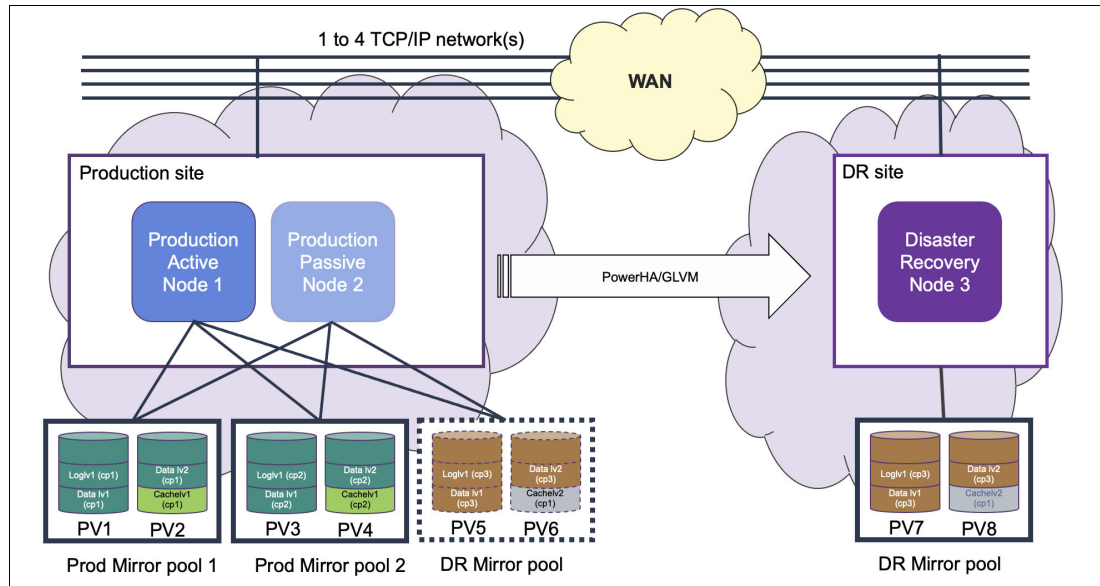 1 to 4 TCP/IP network(s)
WAN
Production site
Production
Active
Node 1
Production
Passive
Node 2
PowerHA/GLVM
DR site
Disaster
Recovery
Node 3
Loglv1 (cp1)
Data lv1
(cp1)
Data lv2
(cp1)
Cachelv1
(cp1)
PV1
PV2
Prod Mirror pool 1
Loglv1 (cp2)
Data lv1
(cp2)
Data lv2
(cp2)
Cachelv1
(cp2)
PV3
PV4
Prod Mirror pool 2
Loglv1 (cp3)
Data lv1
(cp3)
Data lv2
(cp3)
Cachelv2
(cp1)
PV5
PV6
DR Mirror pool
Loglv1 (cp3)
Data lv1
(cp3)
Data lv2
(cp3)
Cachelv2
(cp1)
PV7
PV8
DR Mirror pool